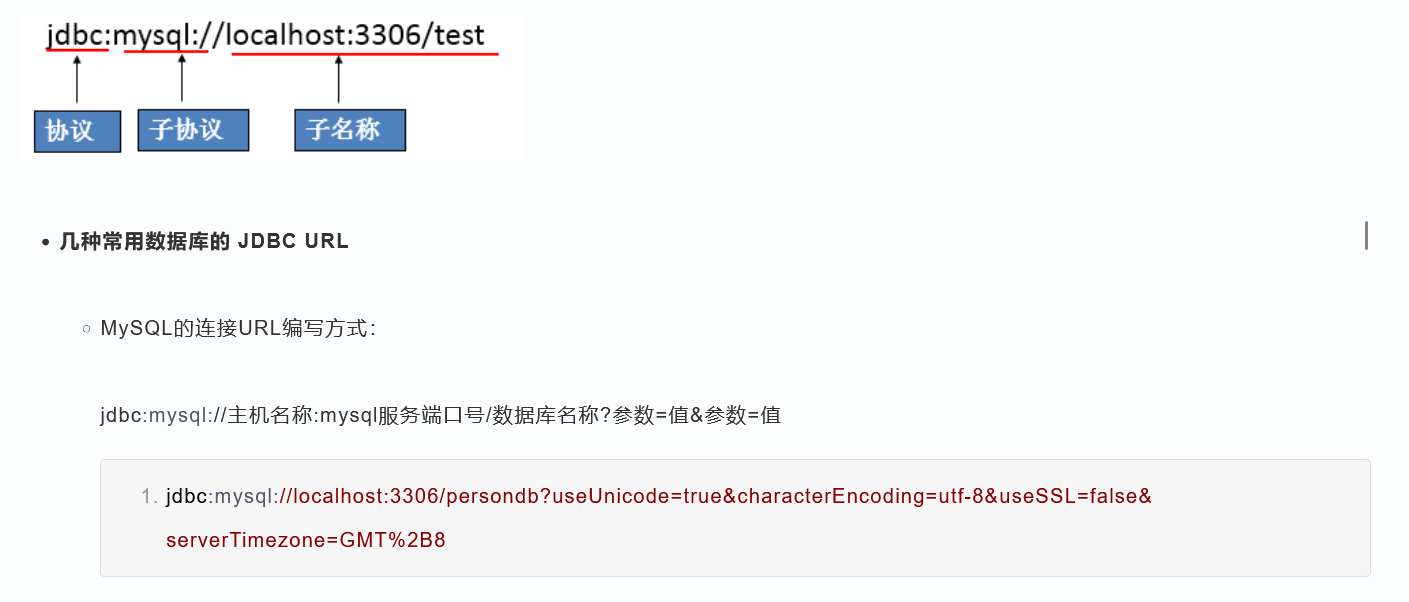 jdbc:mysql://localhost:3306/test
协议 子协议 子名称
• 几种常用数据库的 JDBC URL
○ MySQL的连接URL编写方式:
jdbc:mysql://主机名称:mysql服务端口号/数据库名称?参数=值&参数=值
1. jdbc:mysql://localhost:3306/persondb?useUnicode=true&characterEncoding=utf-8&useSSL=false&
serverTimezone=GMT%2B8